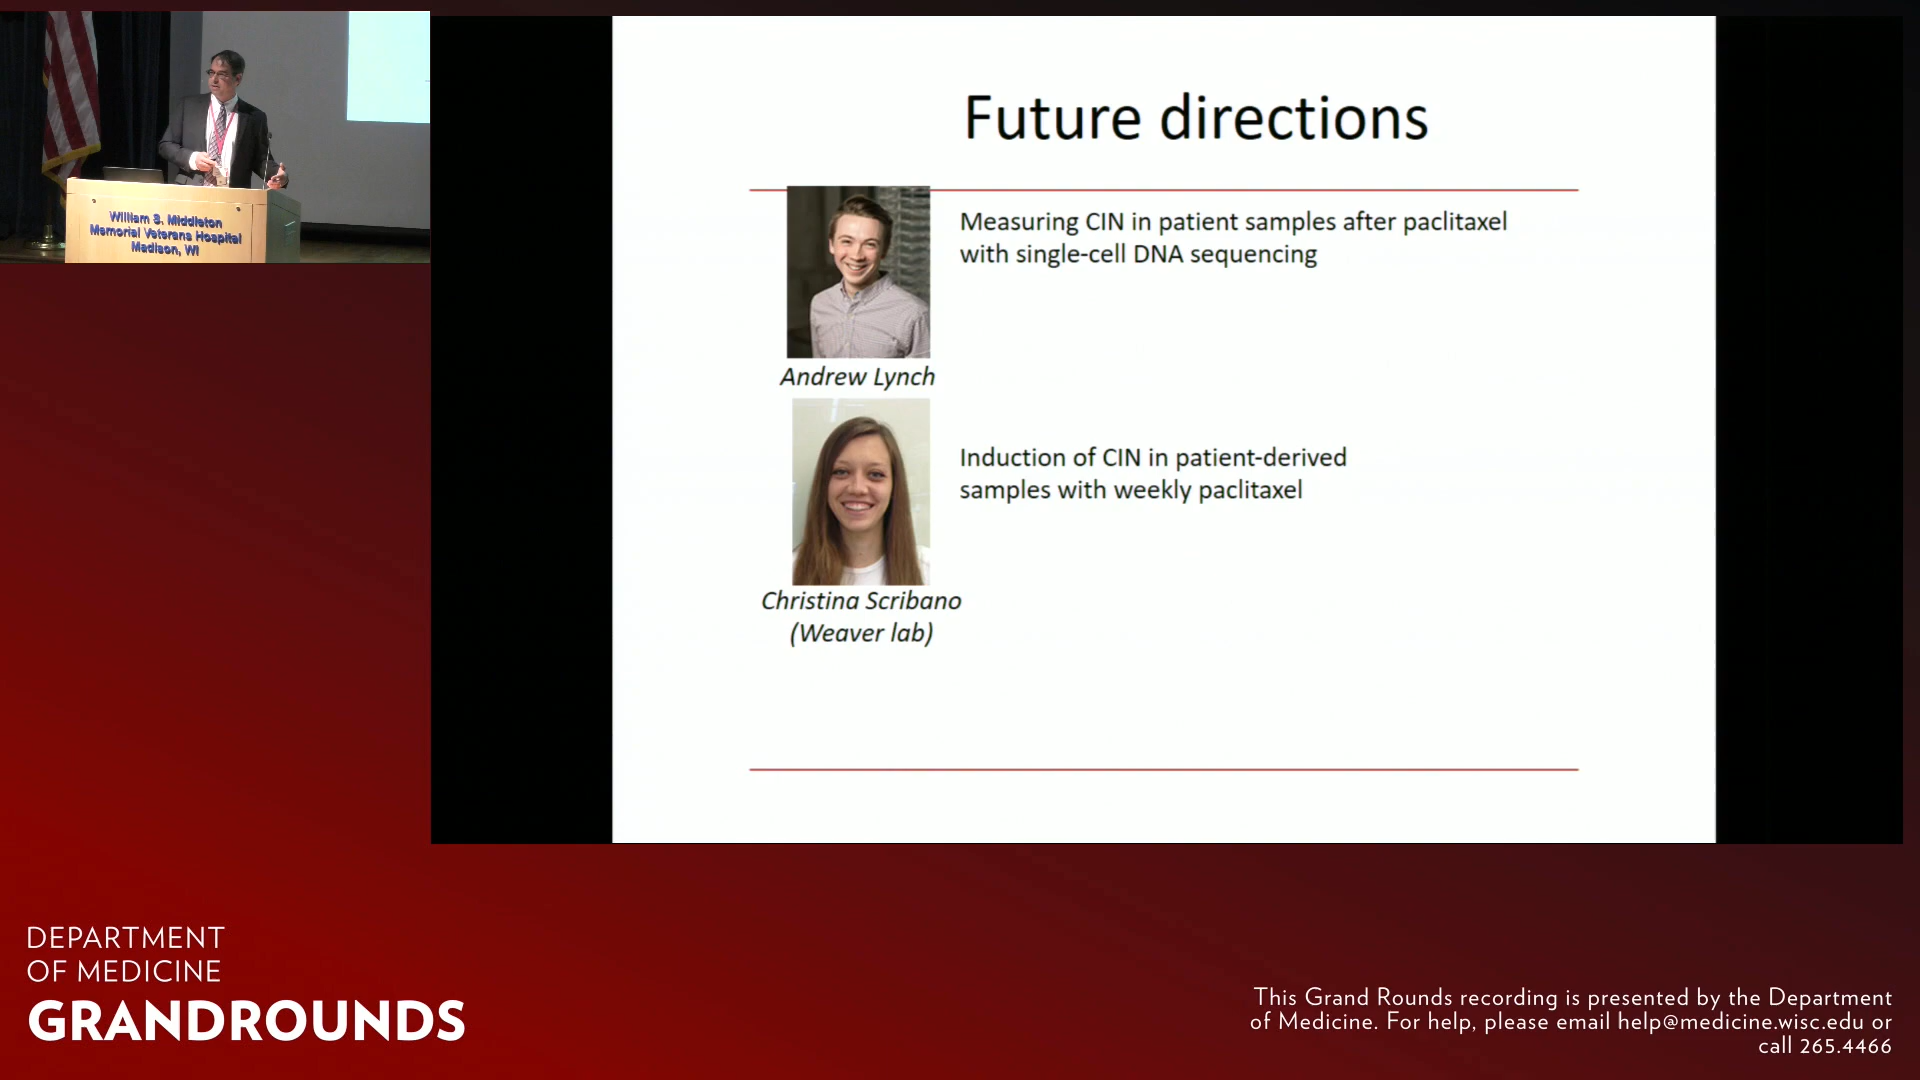 William S. Middleton
Memorial Veterans Hospital
Madison, WI
Future directions
Measuring CIN in patient samples after paclitaxel
with single-cell DNA sequencing
Andrew Lynch
Induction of CIN in patient-derived
samples with weekly paclitaxel
Christina Scribano
(Weaver lab)
DEPARTMENT
OF MEDICINE
GRANDROUNDS
This Grand Rounds recording is presented by the Department
of Medicine. For help, please email help@medicine.wisc.edu or
call 265.4466